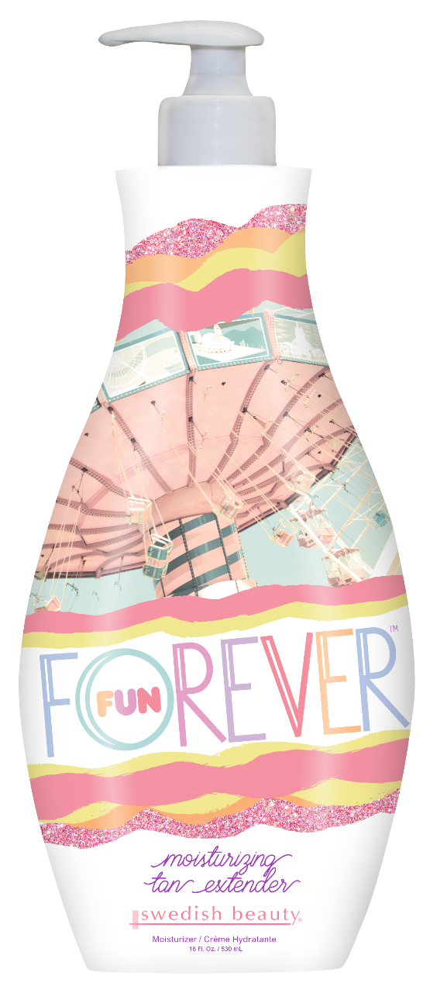 FOREVER™
FUN
moisturizing
tan extender
swedish beauty®
Moisturizer / Crème Hydratante
18 Fl. Oz. / 530 mL